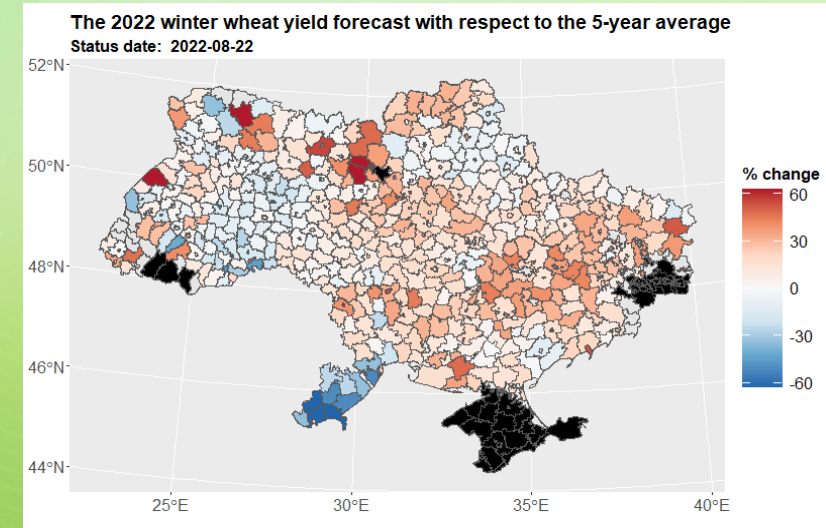 The 2022 winter wheat yield forecast with respect to the 5-year average
Status date:  2022-08-22
52°N
50°N
48°N
46°N
44°N
25°E
30°E
35°E
40°E
% change
60
30
0
-30
-60